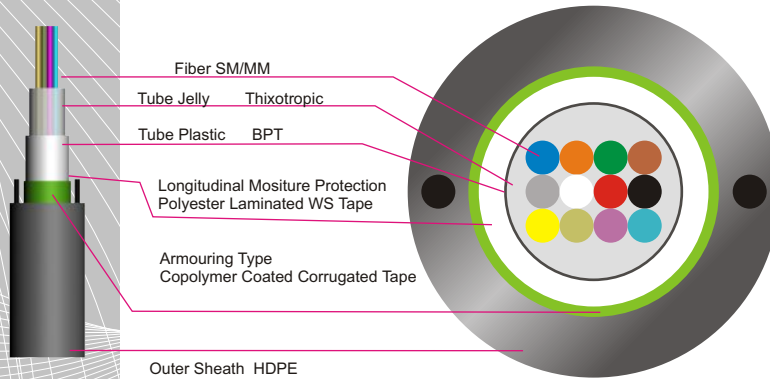 Fiber SM/MM
Tube Jelly Thixotropic
Tube Plastic BPT
Longitudinal Mositure Protection
Polyester Laminated WS Tape
Armouring Type
Copolymer Coated Corrugated Tape
Outer Sheath HDPE